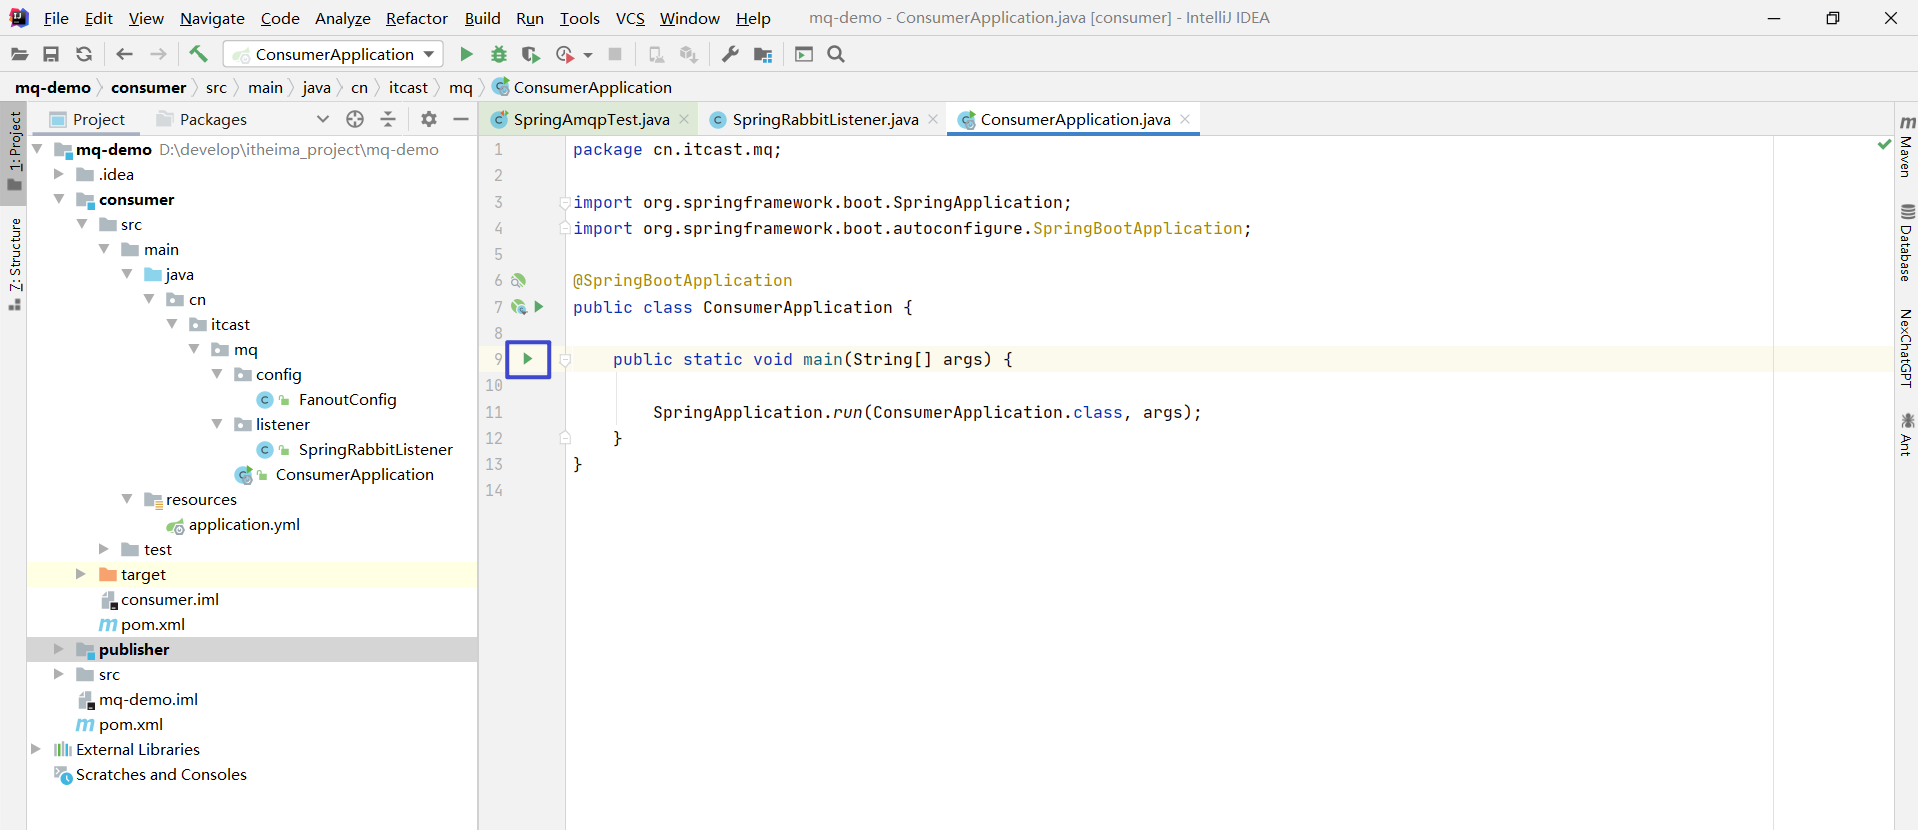 File Edit View Navigate Code Analyze Refactor Build Run Tools VCS Window Help mq-demo - ConsumerApplication.java [consumer] - IntelliJ IDEA
ConsumerApplication
mq-demo consumer src main java cn itcast mq ConsumerApplication
1: Project
Z: Structure
Project Packages
mq-demo D:\develop\itheima_project\mq-demo
.idea
consumer
src
main
java
cn
itcast
mq
config
FanoutConfig
listener
SpringRabbitListener
ConsumerApplication
resources
application.yml
test
target
consumer.iml
pom.xml
publisher
src
mq-demo.iml
pom.xml
External Libraries
Scratches and Consoles
SpringAmqpTest.java SpringRabbitListener.java ConsumerApplication.java
1 package cn.itcast.mq;
2
3 import org.springframework.boot.SpringApplication;
4 import org.springframework.boot.autoconfigure.SpringBootApplication;
5
6 @SpringBootApplication
7 public class ConsumerApplication {
8
9 public static void main(String[] args) {
10
11 SpringApplication.run(ConsumerApplication.class, args);
12 }
13 }
14
Maven
Database
NexChatGPT
Ant